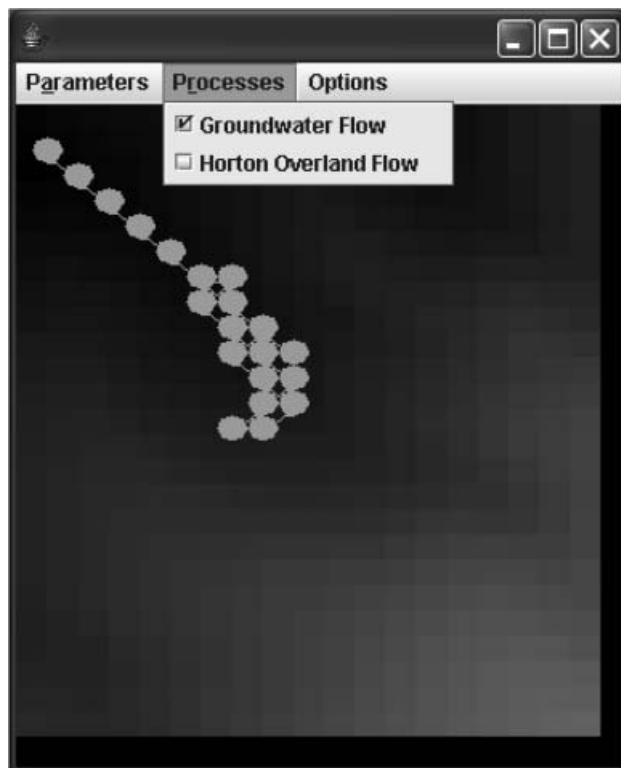 Parameters Processes Options
Groundwater Flow
Horton Overland Flow